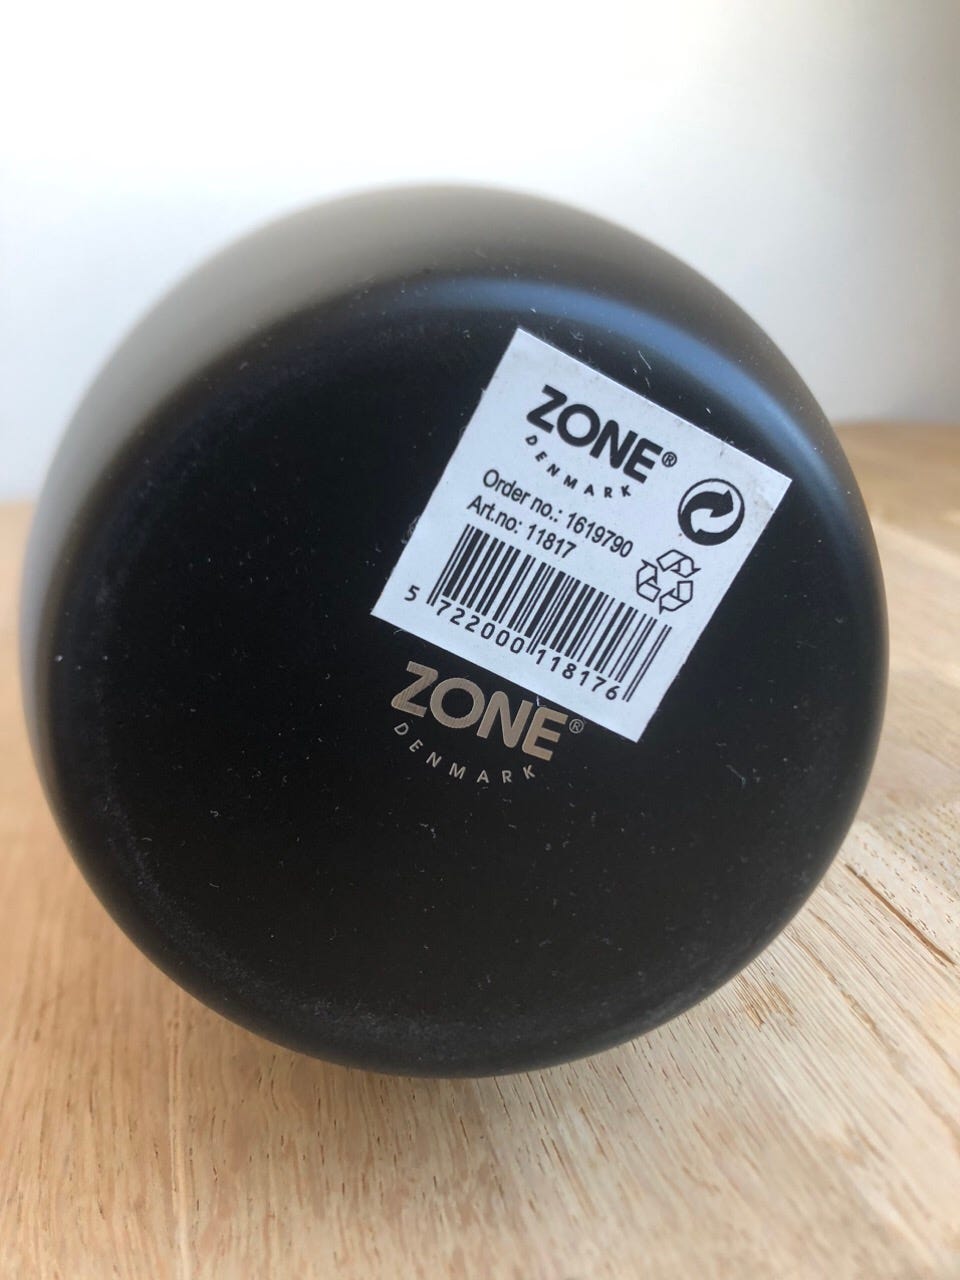 ZONE®
DENMARK
Order no.: 1619790
Art.no: 11817
5 722000 118176
ZONE®
DENMARK